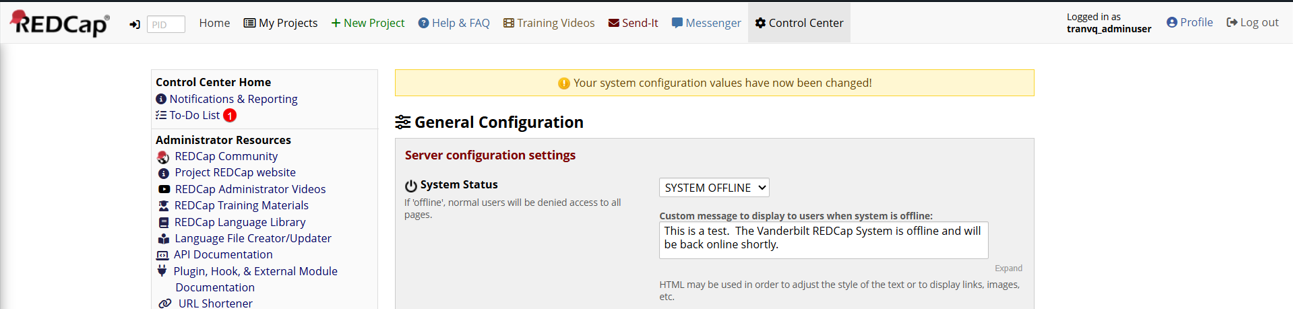 REDCap®
PID
Home
My Projects
+ New Project
Help & FAQ
Training Videos
Send-It
Messenger
Control Center
Logged in as
tranvq_adminuser
Profile
Log out
Control Center Home
Notifications & Reporting
To-Do List 1
Administrator Resources
REDCap Community
Project REDCap website
REDCap Administrator Videos
REDCap Training Materials
REDCap Language Library
Language File Creator/Updater
API Documentation
Plugin, Hook, & External Module
Documentation
URL Shortener
Your system configuration values have now been changed!
General Configuration
Server configuration settings
System Status
If 'offline', normal users will be denied access to all
pages.
SYSTEM OFFLINE
Custom message to display to users when system is offline:
This is a test.  The Vanderbilt REDCap System is offline and will
be back online shortly.
Expand
HTML may be used in order to adjust the style of the text or to display links, images,
etc.